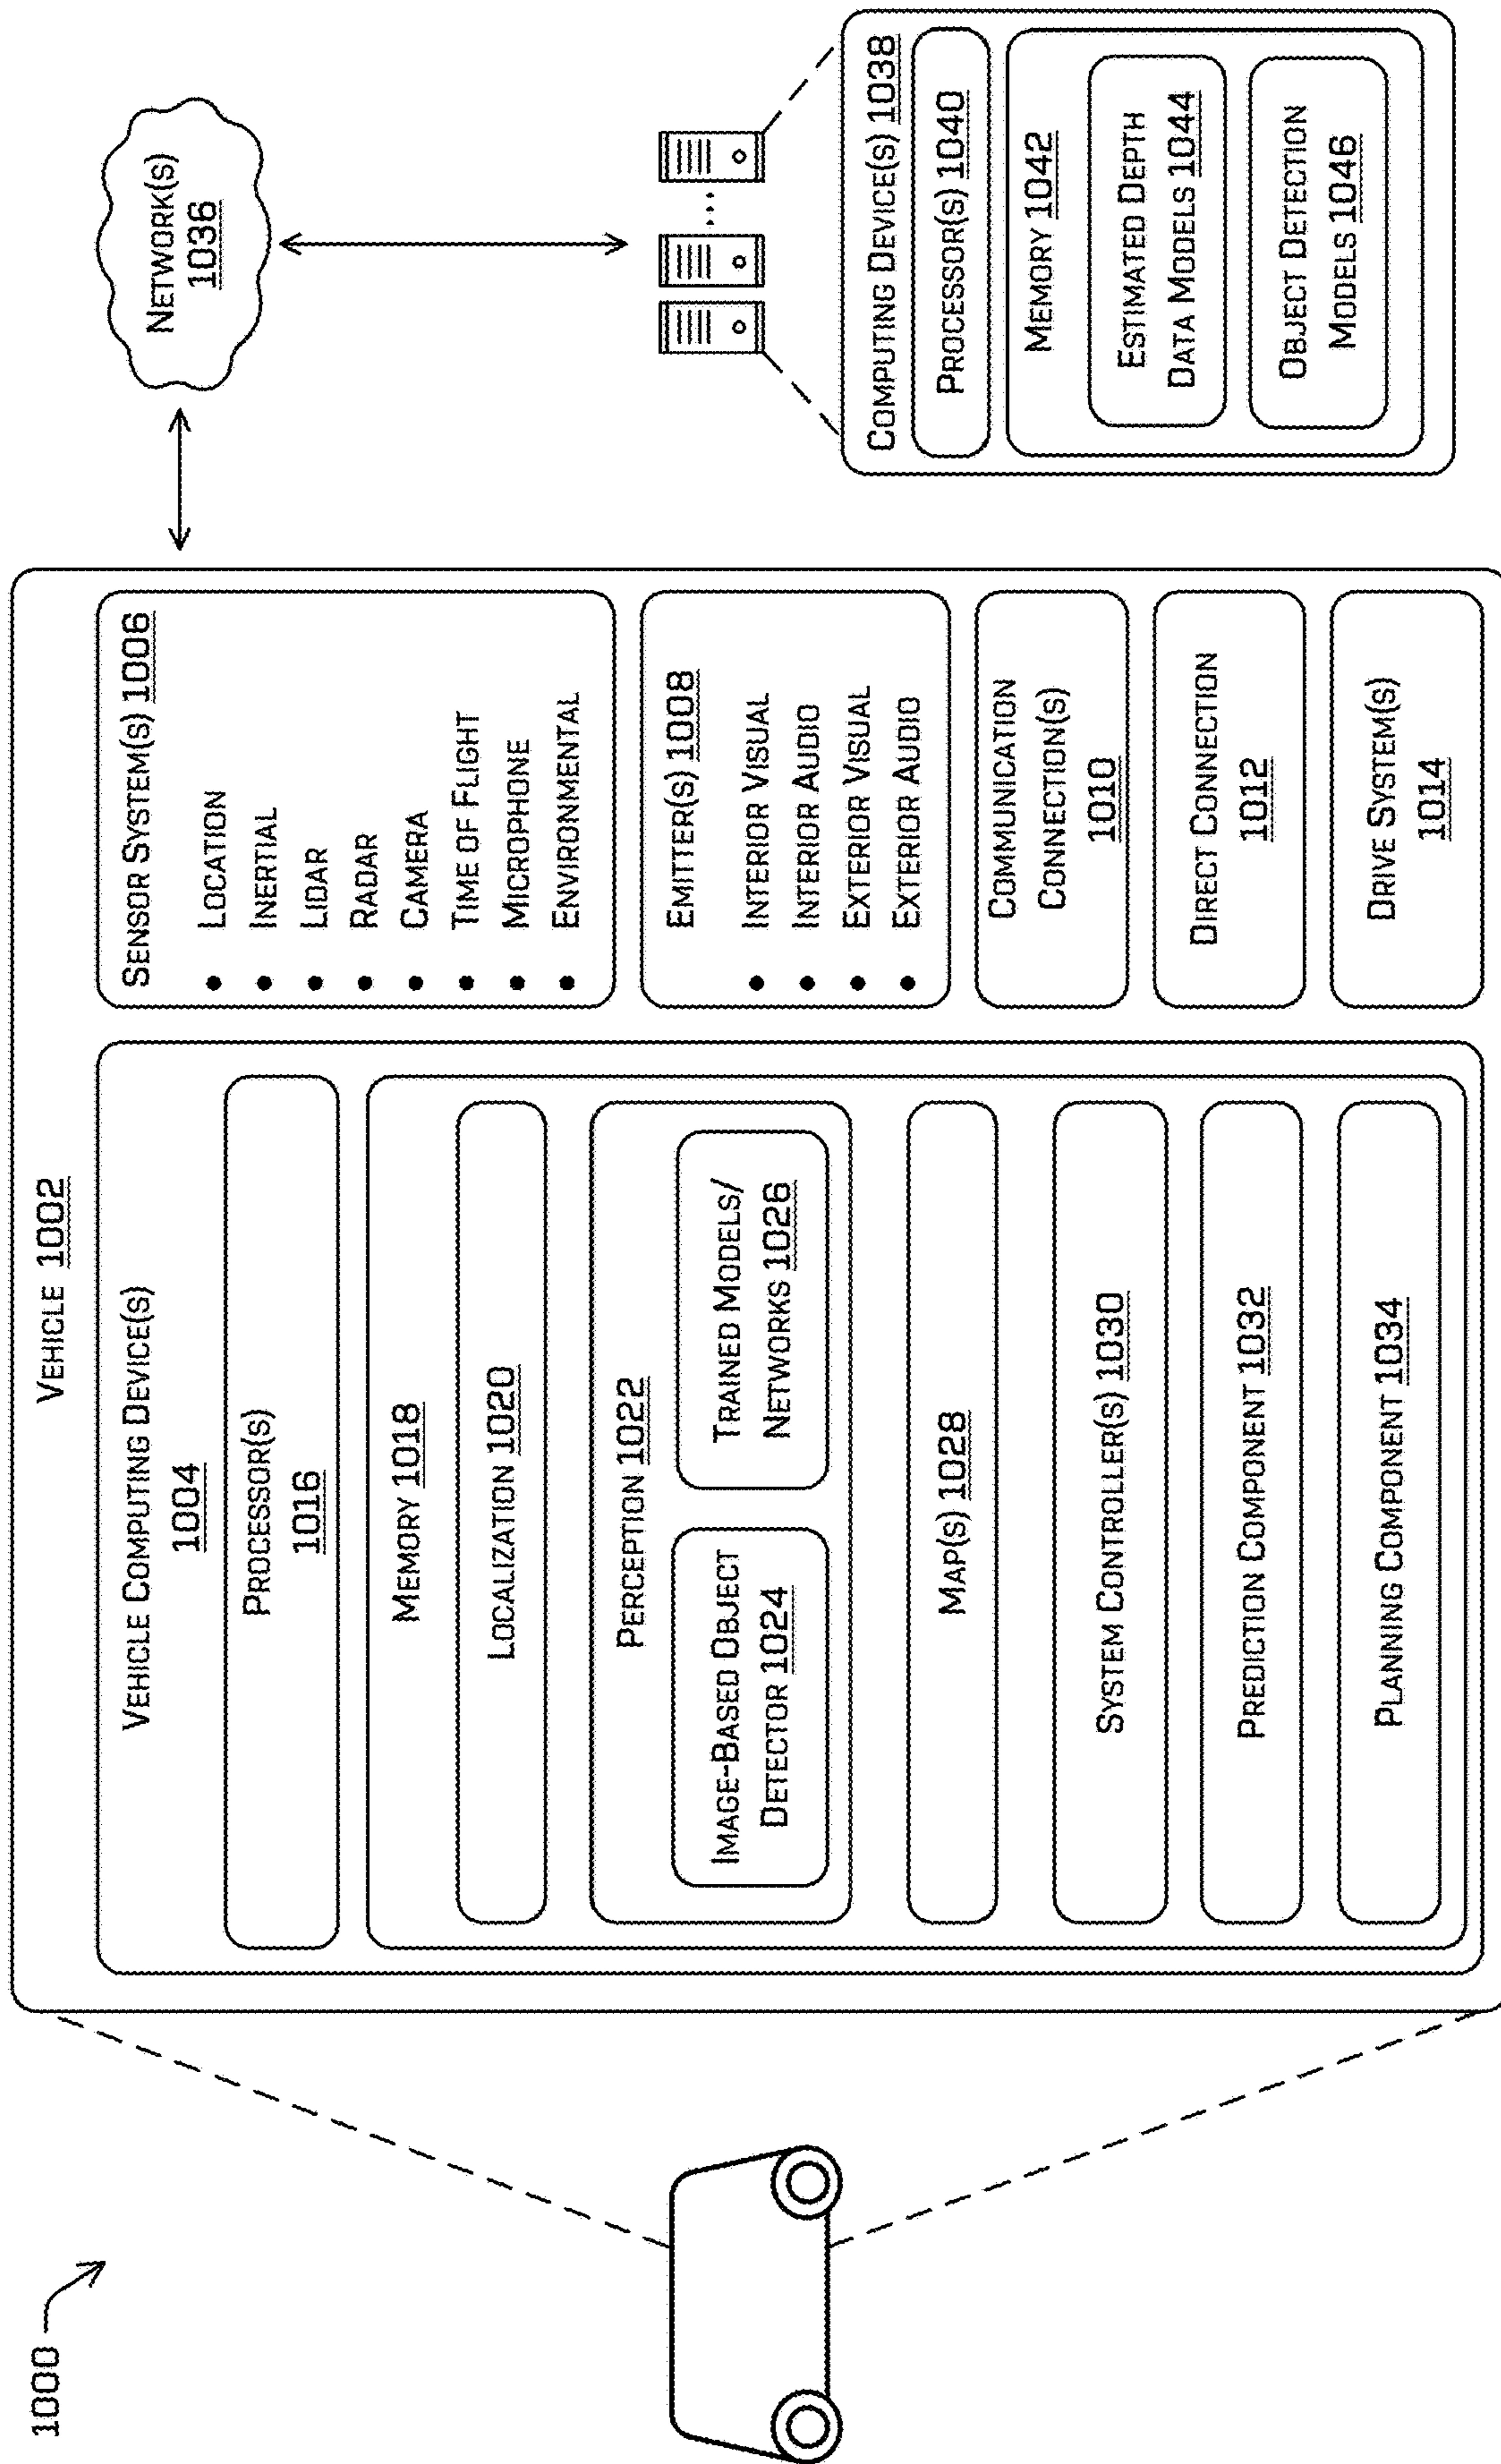 1000
VEHICLE 1002
VEHICLE COMPUTING DEVICE(S)
1004
PROCESSOR(S)
1016
MEMORY 1018
LOCALIZATION 1020
PERCEPTION 1022
IMAGE-BASED OBJECT
DETECTOR 1024
TRAINED MODELS/
NETWORKS 1026
MAP(S) 1028
SYSTEM CONTROLLER(S) 1030
PREDICTION COMPONENT 1032
PLANNING COMPONENT 1034
SENSOR SYSTEM(S) 1006
• LOCATION
• INERTIAL
• LIDAR
• RADAR
• CAMERA
• TIME OF FLIGHT
• MICROPHONE
• ENVIRONMENTAL
EMITTER(S) 1008
• INTERIOR VISUAL
• INTERIOR AUDIO
• EXTERIOR VISUAL
• EXTERIOR AUDIO
COMMUNICATION
CONNECTION(S)
1010
DIRECT CONNECTION
1012
DRIVE SYSTEM(S)
1014
NETWORK(S)
1036
COMPUTING DEVICE(S) 1038
PROCESSOR(S) 1040
MEMORY 1042
ESTIMATED DEPTH
DATA MODELS 1044
OBJECT DETECTION
MODELS 1046